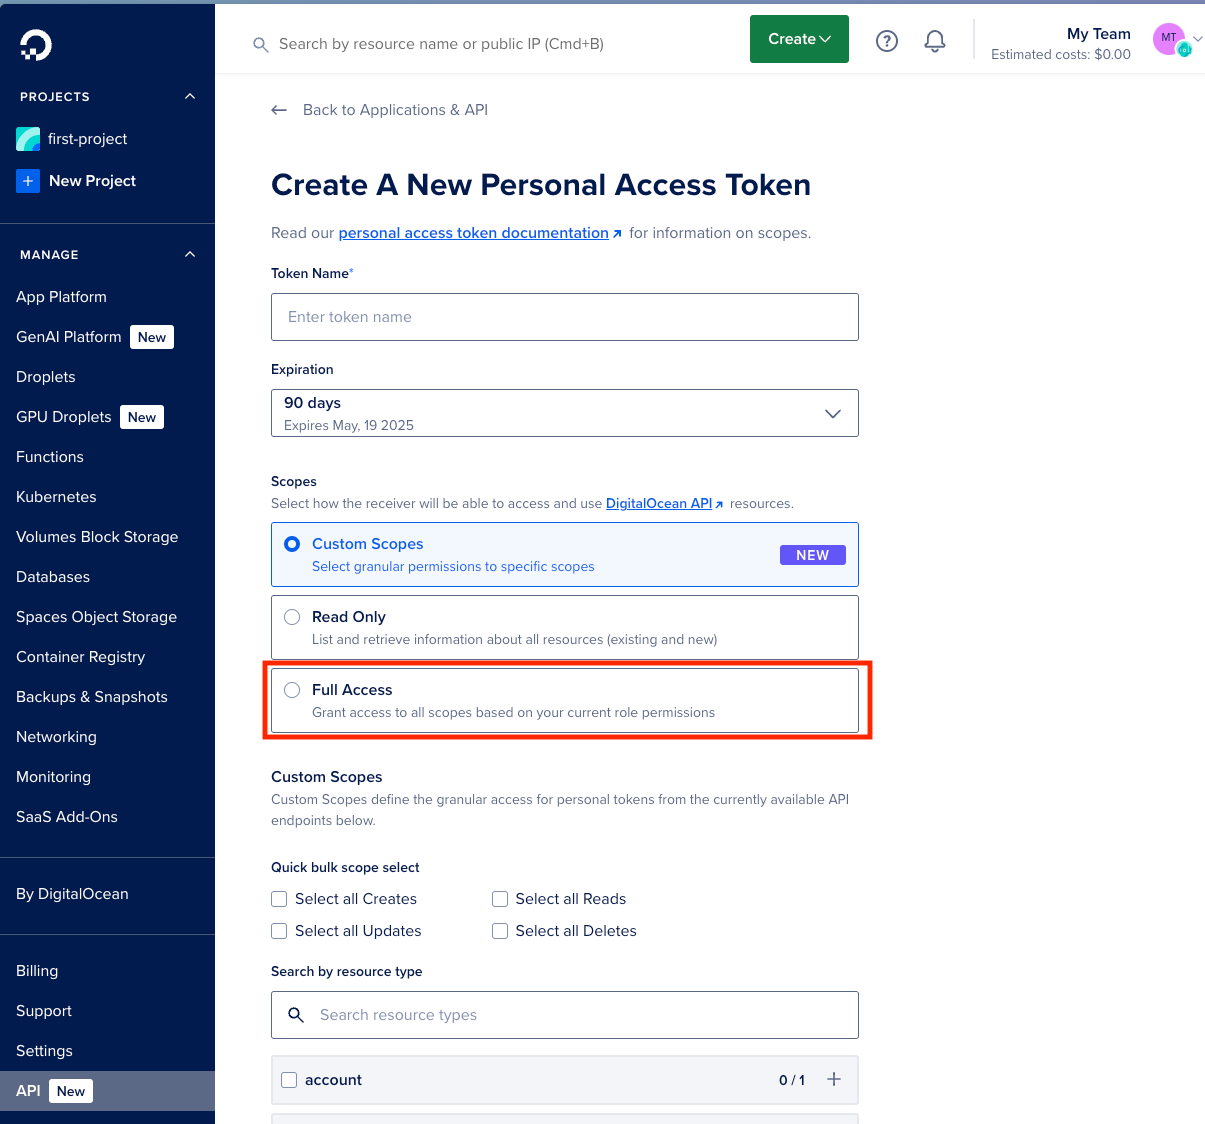 Search by resource name or public IP (Cmd+B)
Create
My Team
Estimated costs: $0.00
MT
PROJECTS
first-project
New Project
MANAGE
App Platform
GenAI Platform New
Droplets
GPU Droplets New
Functions
Kubernetes
Volumes Block Storage
Databases
Spaces Object Storage
Container Registry
Backups & Snapshots
Networking
Monitoring
SaaS Add-Ons
By DigitalOcean
Billing
Support
Settings
API New
Back to Applications & API
Create A New Personal Access Token
Read our personal access token documentation for information on scopes.
Token Name*
Enter token name
Expiration
90 days
Expires May, 19 2025
Scopes
Select how the receiver will be able to access and use DigitalOcean API resources.
Custom Scopes
NEW
Select granular permissions to specific scopes
Read Only
List and retrieve information about all resources (existing and new)
Full Access
Grant access to all scopes based on your current role permissions
Custom Scopes
Custom Scopes define the granular access for personal tokens from the currently available API
endpoints below.
Quick bulk scope select
Select all Creates
Select all Reads
Select all Updates
Select all Deletes
Search by resource type
Search resource types
account 0 / 1